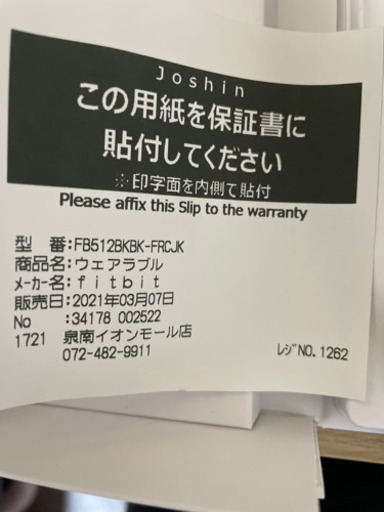 Joshin
この用紙を保証書に
貼付してください
※印字面を内側で貼付
Please affix this Slip to the warranty
型　番:FB512BKBK-FRCJK
商品名:ウェアラブル
メーカー名:fitbit
販売日:2021年03月07日
No :34178 002522
1721 泉南イオンモール店
072-482-9911
レジNO.1262